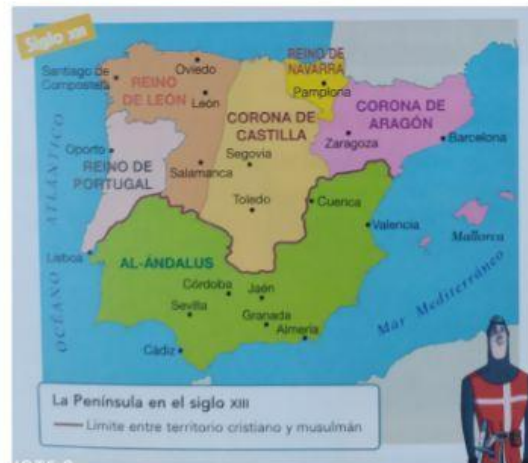 Siglo XIII
Santiago de
Compostela
Oviedo
REINO
DE LEÓN
León
REINO DE
NAVARRA
Pamplona
CORONA DE
ARAGÓN
CORONA
DE
CASTILLA
Zaragoza
Barcelona
Oporto
REINO DE
PORTUGAL
Salamanca
Segovia
Toledo
Cuenca
Valencia
Mallorca
Lisboa
AL-ÁNDALUS
Córdoba
Jaén
Sevilla
Granada
Almería
Cádiz
OCÉANO ATLÁNTICO
Mar Mediterráneo
La Península en el siglo XIII
Límite entre territorio cristiano y musulmán